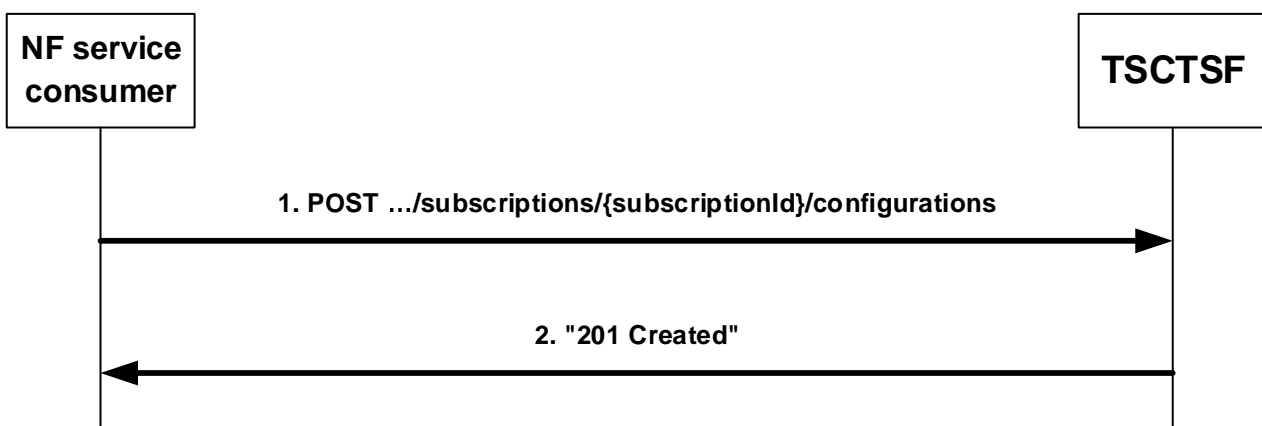 NF service
consumer
TSCTSF
1. POST …/subscriptions/{subscriptionId}/configurations
2. "201 Created"